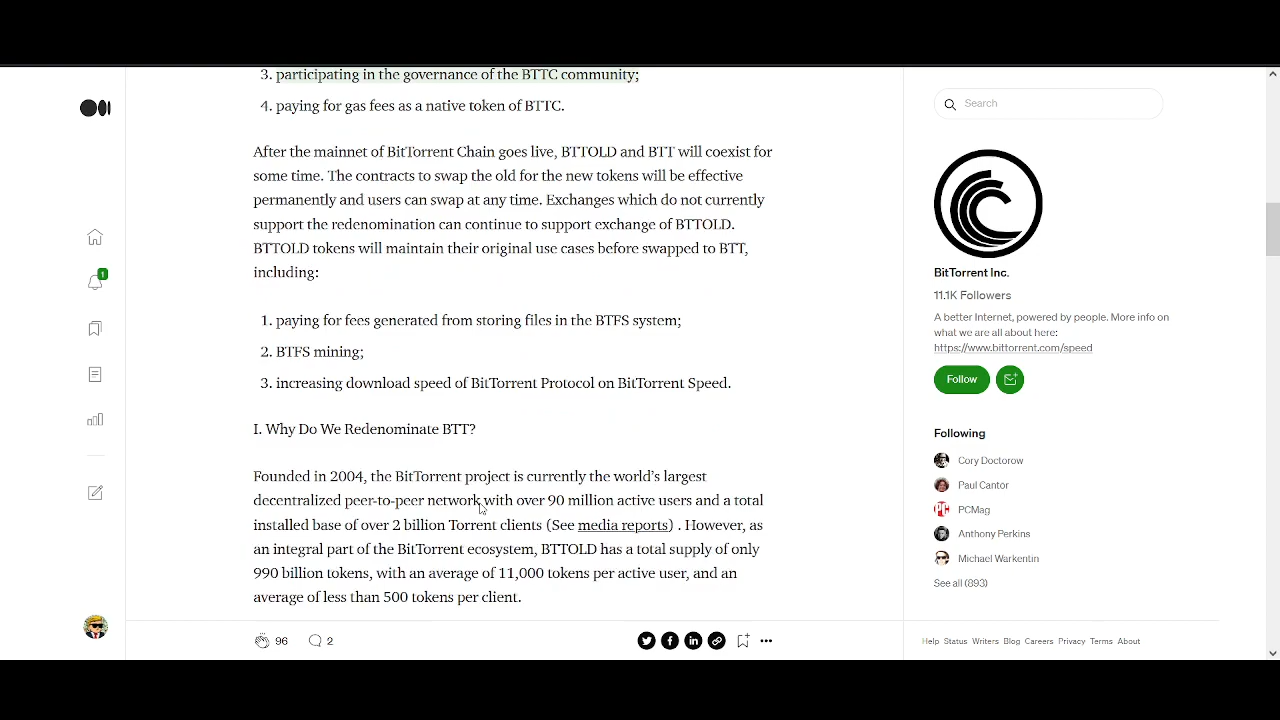 3. participating in the governance of the BTTC community;
4. paying for gas fees as a native token of BTTC.
After the mainnet of BitTorrent Chain goes live, BTTOLD and BTT will coexist for
some time. The contracts to swap the old for the new tokens will be effective
permanently and users can swap at any time. Exchanges which do not currently
support the redenomination can continue to support exchange of BTTOLD.
BTTOLD tokens will maintain their original use cases before swapped to BTT,
including:
1. paying for fees generated from storing files in the BTFS system;
2. BTFS mining;
3. increasing download speed of BitTorrent Protocol on BitTorrent Speed.
I. Why Do We Redenominate BTT?
Founded in 2004, the BitTorrent project is currently the world's largest
decentralized peer-to-peer network with over 90 million active users and a total
installed base of over 2 billion Torrent clients (See media reports) . However, as
an integral part of the BitTorrent ecosystem, BTTOLD has a total supply of only
990 billion tokens, with an average of 11,000 tokens per active user, and an
average of less than 500 tokens per client.
96 2
1
Search
BitTorrent Inc.
11.1K Followers
A better Internet, powered by people. More info on
what we are all about here:
https://www.bittorrent.com/speed
Follow
Following
Cory Doctorow
Paul Cantor
PCMag
Anthony Perkins
Michael Warkentin
See all (893)
Help Status Writers Blog Careers Privacy Terms About